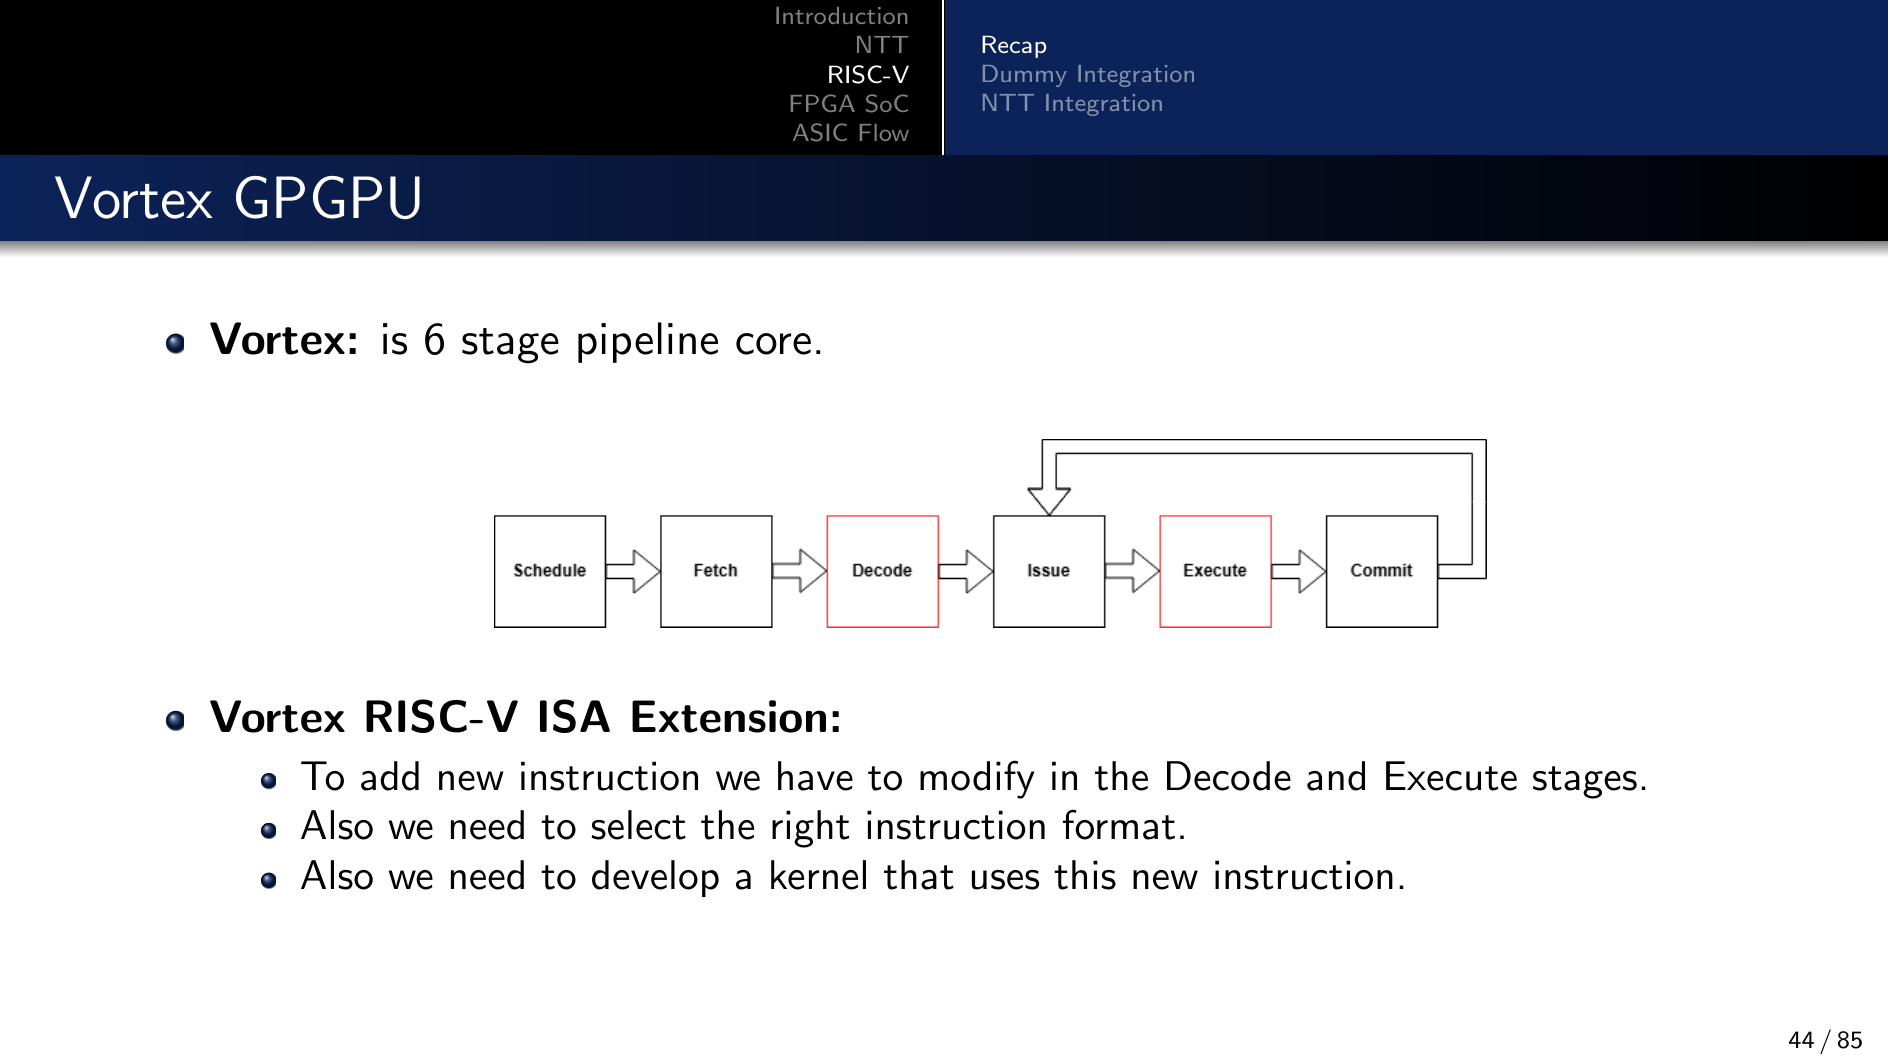 Introduction
NTT
RISC-V
FPGA SoC
ASIC Flow
Recap
Dummy Integration
NTT Integration
Vortex GPGPU
Vortex: is 6 stage pipeline core.
Schedule
Fetch
Decode
Issue
Execute
Commit
Vortex RISC-V ISA Extension:
To add new instruction we have to modify in the Decode and Execute stages.
Also we need to select the right instruction format.
Also we need to develop a kernel that uses this new instruction.
44 / 85